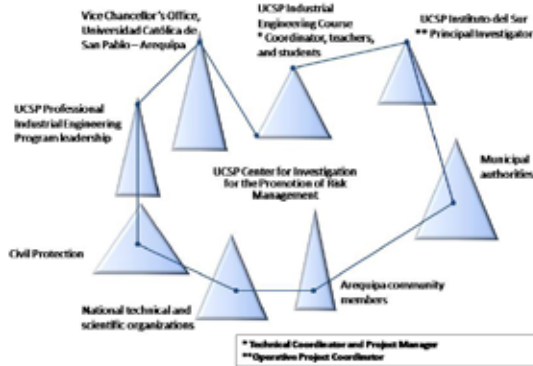 Vice Chancellor's Office,
Universidad Católica de
San Pablo – Arequipa
UCSP Industrial
Engineering Course
* Coordinator, teachers,
and students
UCSP Instituto del Sur
** Principal Investigator
UCSP Professional
Industrial Engineering
Program leadership
UCSP Center for Investigation
for the Promotion of Risk
Management
Municipal
authorities
Civil Protection
National technical and
scientific organizations
Arequipa community
members
* Technical Coordinator and Project Manager
**Operative Project Coordinator